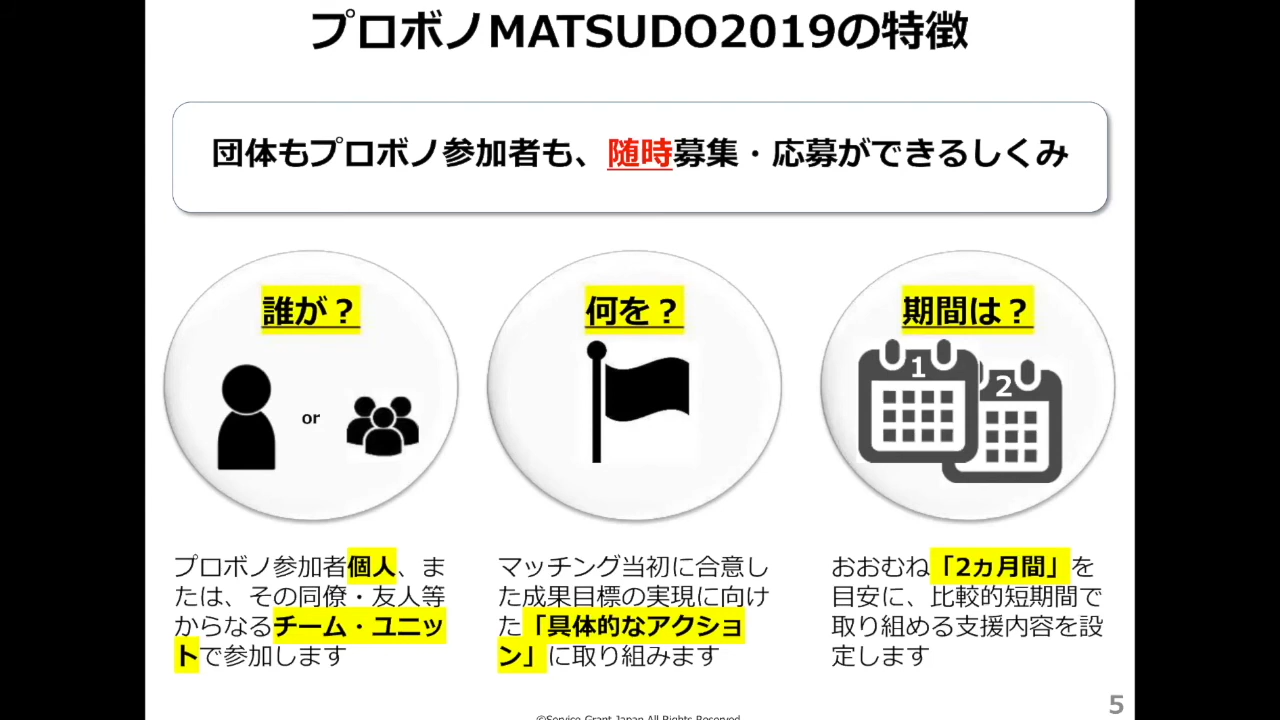 プロボノMATSUDO2019の特徴
団体もプロボノ参加者も、随時募集・応募ができるしくみ
誰が？
or
何を？
期間は？
1
2
プロボノ参加者個人、ま
たは、その同僚・友人等
からなるチーム・ユニッ
トで参加します
マッチング当初に合意し
た成果目標の実現に向け
た「具体的なアクショ
ン」に取り組みます
おおむね「2ヵ月間」を
目安に、比較的短期間で
取り組める支援内容を設
定します
5
©Service Grant Japan All Rights Reserved